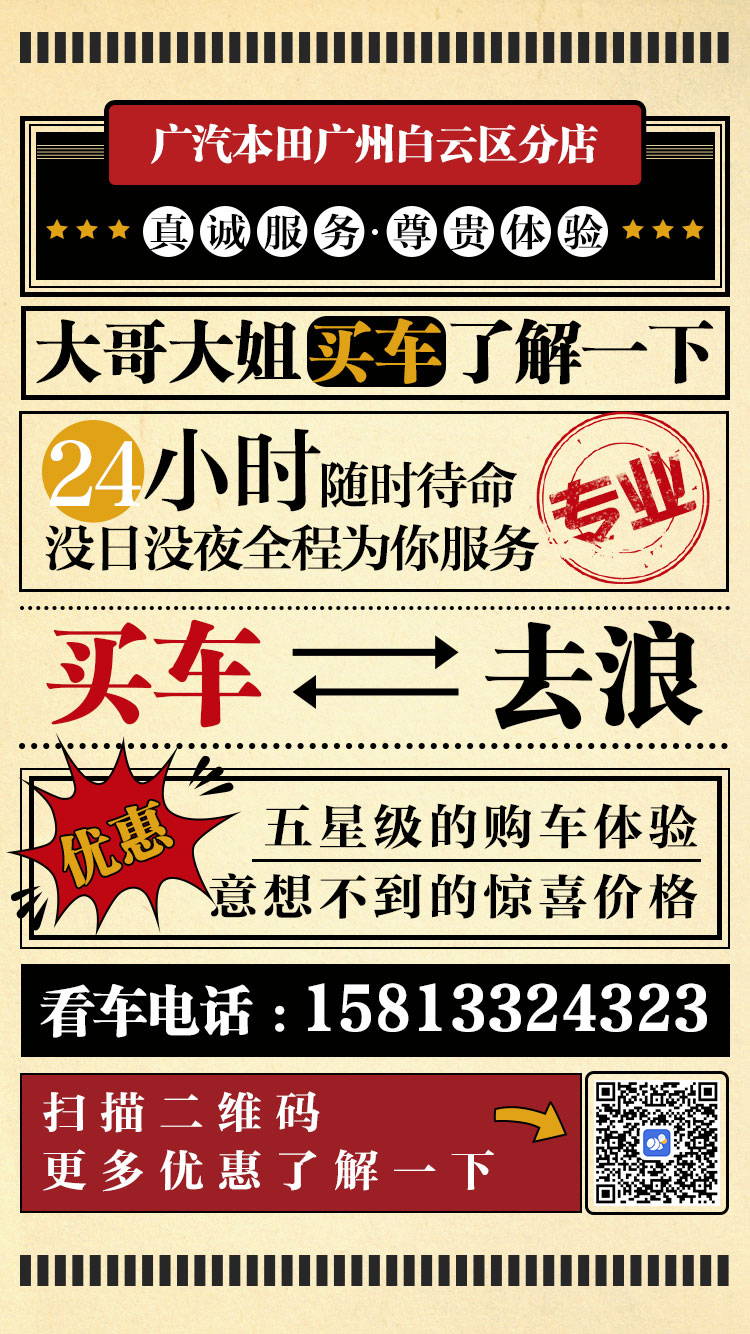 广汽本田广州白云区分店
真诚服务·尊贵体验
大哥大姐买车了解一下
24小时随时待命
没日没夜全程为你服务
专业
买车 去浪
优惠
五星级的购车体验
意想不到的惊喜价格
看车电话：15813324323
扫描二维码
更多优惠了解一下